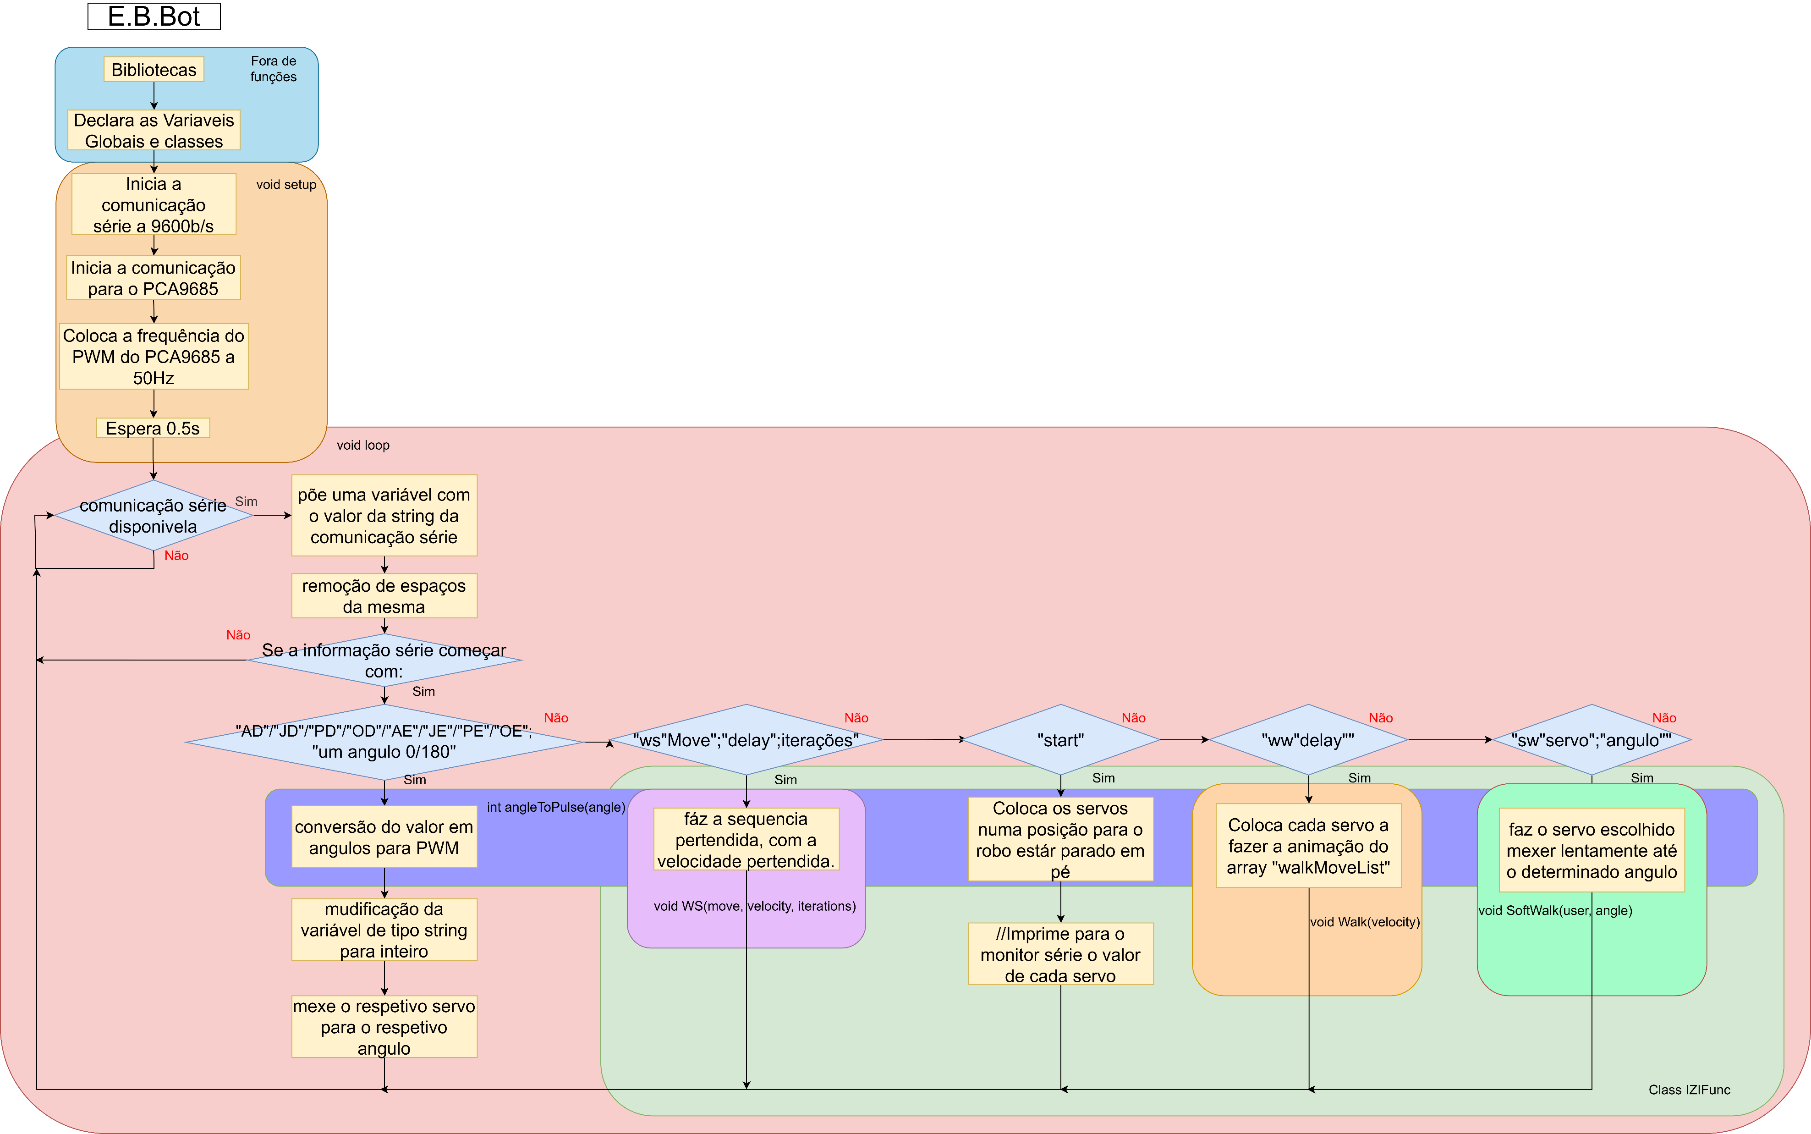 E.B.Bot
Fora de
funções
Bibliotecas
Declara as Variaveis
Globais e classes
void setup
Inicia a
comunicação
série a 9600b/s
Inicia a comunicação
para o PCA9685
Coloca a frequência do
PWM do PCA9685 a
50Hz
Espera 0.5s
void loop
comunicação série
disponivela
Sim
Não
põe uma variável com
o valor da string da
comunicação série
remoção de espaços
da mesma
Não
Se a informação série começar
com:
Sim
"AD"/"JD"/"PD"/"OD"/"AE"/"JE"/"PE"/"OE";
"um angulo 0/180"
Não
Sim
"ws"Move";"delay";iterações"
Não
Sim
"start"
Não
Sim
"ww"delay""
Não
Sim
"sw"servo";"angulo""
Não
Sim
int angleToPulse(angle)
conversão do valor em
angulos para PWM
mudificação da
variável de tipo string
para inteiro
mexe o respetivo servo
para o respetivo
angulo
fáz a sequencia
pertendida, com a
velocidade pertendida.
void WS(move, velocity, iterations)
Coloca os servos
numa posição para o
robo estár parado em
pé
//Imprime para o
monitor série o valor
de cada servo
Coloca cada servo a
fazer a animação do
array "walkMoveList"
void Walk(velocity)
faz o servo escolhido
mexer lentamente até
o determinado angulo
void SoftWalk(user, angle)
Class IZIFunc